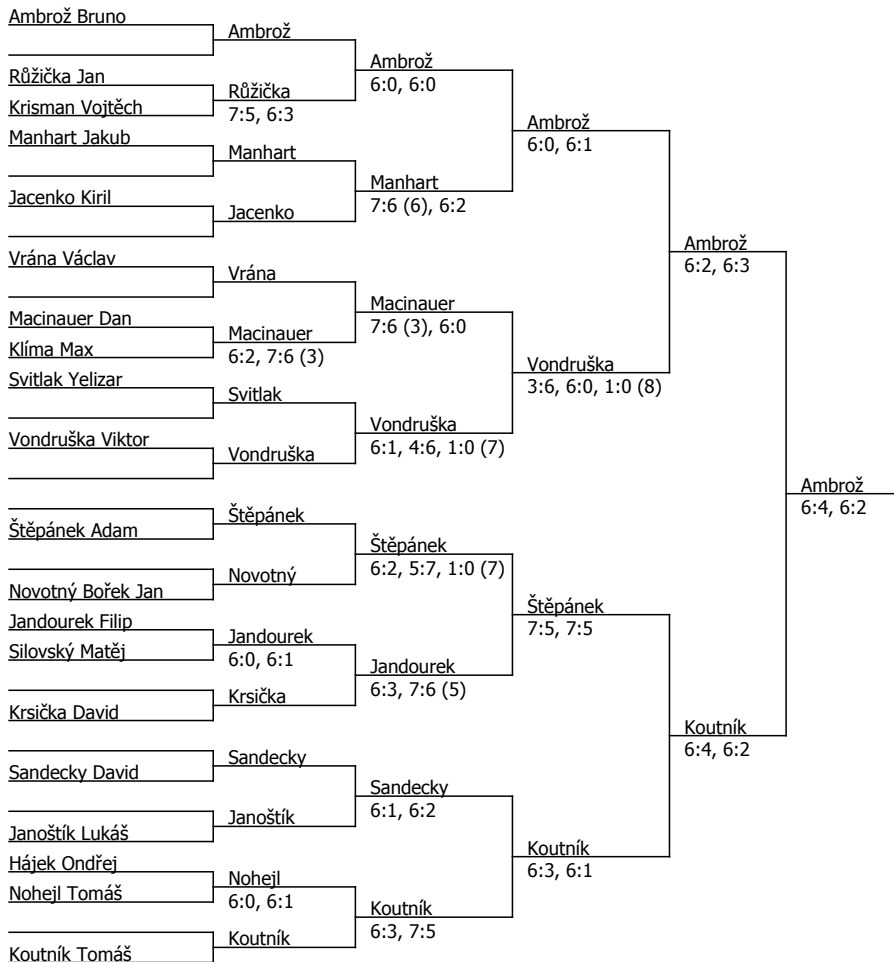 Ambrož Bruno
Ambrož
Ambrož
6:0, 6:0
Růžička Jan
Růžička
7:5, 6:3
Krisman Vojtěch
Ambrož
6:0, 6:1
Manhart Jakub
Manhart
Manhart
7:6 (6), 6:2
Jacenko Kiril
Jacenko
Ambrož
6:2, 6:3
Vrána Václav
Vrána
Macinauer
7:6 (3), 6:0
Macinauer Dan
Macinauer
6:2, 7:6 (3)
Klíma Max
Vondruška
3:6, 6:0, 1:0 (8)
Svitlak Yelizar
Svitlak
Vondruška
6:1, 4:6, 1:0 (7)
Vondruška Viktor
Vondruška
Ambrož
6:4, 6:2
Štěpánek
Štěpánek Adam
Štěpánek
6:2, 5:7, 1:0 (7)
Novotný
Novotný Bořek Jan
Štěpánek
7:5, 7:5
Jandourek Filip
Jandourek
6:0, 6:1
Silovský Matěj
Jandourek
6:3, 7:6 (5)
Krsička
Krsička David
Koutník
6:4, 6:2
Sandecky
Sandecky David
Sandecky
6:1, 6:2
Janoštík
Janoštík Lukáš
Koutník
6:3, 6:1
Hájek Ondřej
Nohejl
6:0, 6:1
Nohejl Tomáš
Koutník
6:3, 7:5
Koutník
Koutník Tomáš